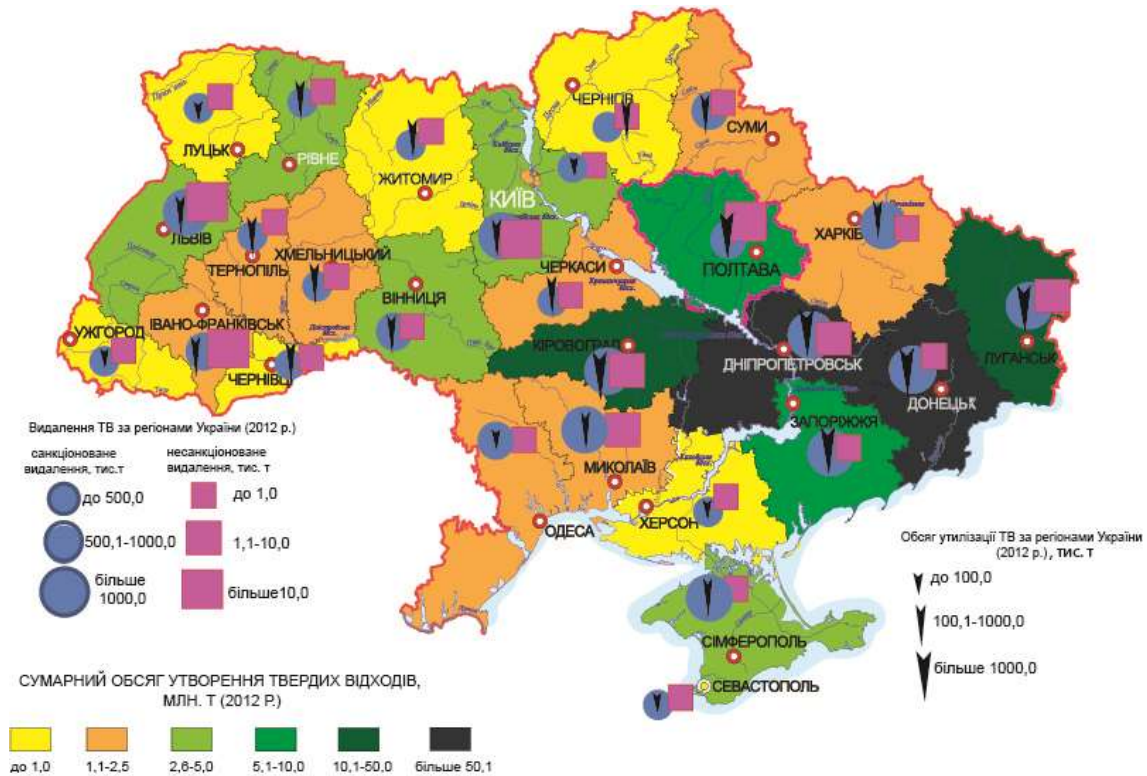 ЧЕРНІГІВ
СУМИ
ЛУЦЬК
РІВНЕ
ЖИТОМИР
КИЇВ
ЛЬВІВ
ТЕРНОПІЛЬ
ХМЕЛЬНИЦЬКИЙ
ХАРКІВ
ПОЛТАВА
ЧЕРКАСИ
ВІННИЦЯ
УЖГОРОД
ІВАНО-ФРАНКІВСЬК
ЧЕРНІВЦІ
КІРОВОГРАД
ДНІПРОПЕТРОВСЬК
ЛУГАНСЬК
ДОНЕЦЬК
ЗАПОРІЖЖЯ
МИКОЛАЇВ
ОДЕСА
ХЕРСОН
СІМФЕРОПОЛЬ
СЕВАСТОПОЛЬ
Видалення ТВ за регіонами України (2012 р.)
санкціоноване
видалення, тис.т
до 500,0
500,1-1000,0
більше
1000,0
несанкціоноване
видалення, тис. т
до 1,0
1,1-10,0
більше10,0
Обсяг утилізації ТВ за регіонами України
(2012 р.), тис. т
до 100,0
100,1-1000,0
більше 1000,0
СУМАРНИЙ ОБСЯГ УТВОРЕННЯ ТВЕРДИХ ВІДХОДІВ,
МЛН. Т (2012 Р.)
до 1,0
1,1-2,5
2,6-5,0
5,1-10,0
10,1-50,0
більше 50,1